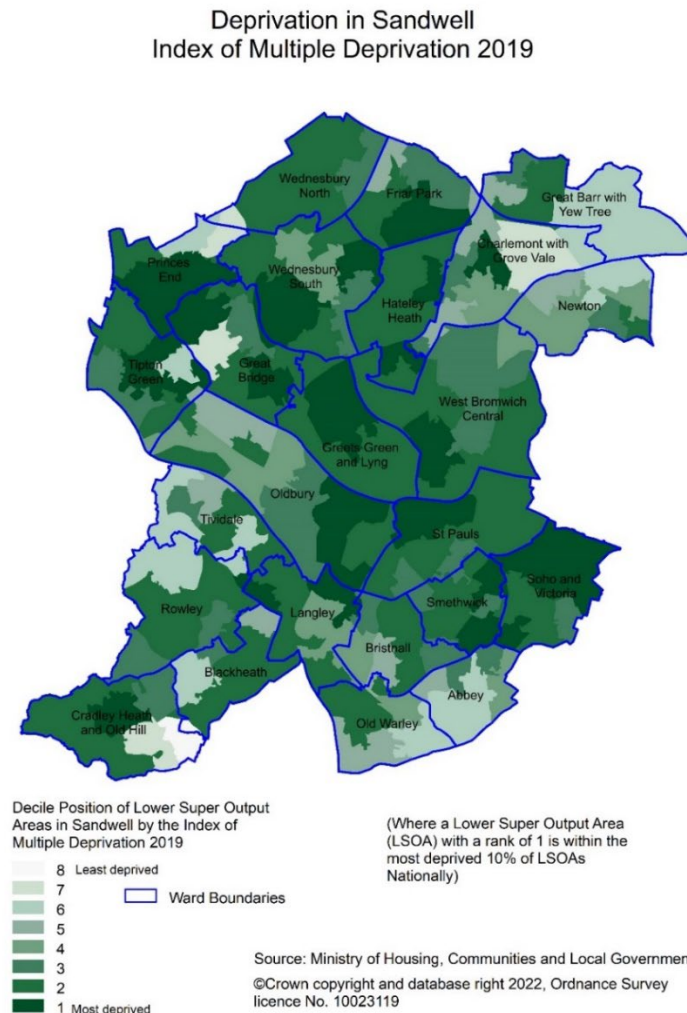 Deprivation in Sandwell
Index of Multiple Deprivation 2019
Wednesbury
North
Friar Park
Great Barr with
Yew Tree
Princes
End
Wednesbury
South
Charlemont with
Grove Vale
Hateley
Heath
Newton
Tipton
Green
Great
Bridge
West Bromwich
Central
Greets Green
and Lyng
Oldbury
Tividale
St Pauls
Soho and
Victoria
Rowley
Langley
Smethwick
Bristnall
Blackheath
Abbey
Cradley Heath
and Old Hill
Old Warley
Decile Position of Lower Super Output
Areas in Sandwell by the Index of
Multiple Deprivation 2019
8 Least deprived
7
6
5
4
3
2
1 Most deprived
Ward Boundaries
(Where a Lower Super Output Area
(LSOA) with a rank of 1 is within the
most deprived 10% of LSOAs
Nationally)
Source: Ministry of Housing, Communities and Local Governmen
©Crown copyright and database right 2022, Ordnance Survey
licence No. 10023119